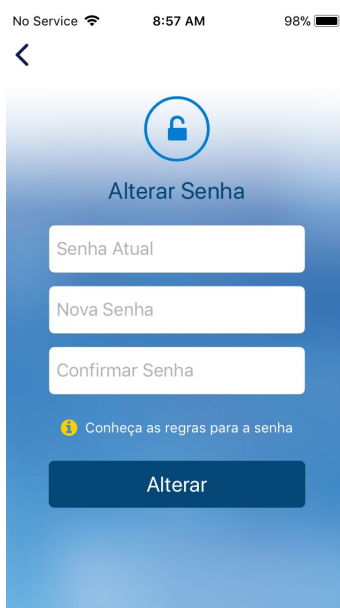 No Service 8:57 AM 98%
Alterar Senha
Senha Atual
Nova Senha
Confirmar Senha
Conheça as regras para a senha
Alterar